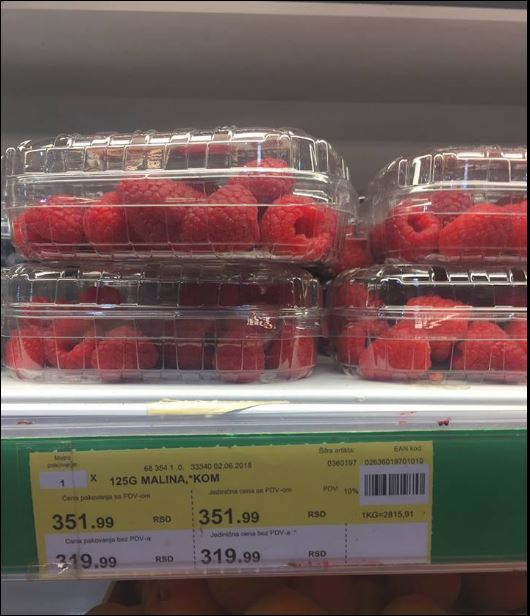 Multro
pakovanje
1 X
68 354 1 .0. 33340 02.06.2018
125G MALINA,*KOM
Šifra artikla:
EAN kod:
0360197
02636019701010
Cena pakovanja sa PDV-om
Jedinična cena sa PDV-om
PDV: 10%
351.99 RSD
351.99 RSD
1KG=2815,91
Cena pakovanja bez PDV-a
Jedinična cena bez PDV-a
319.99 RSD
319.99 RSD